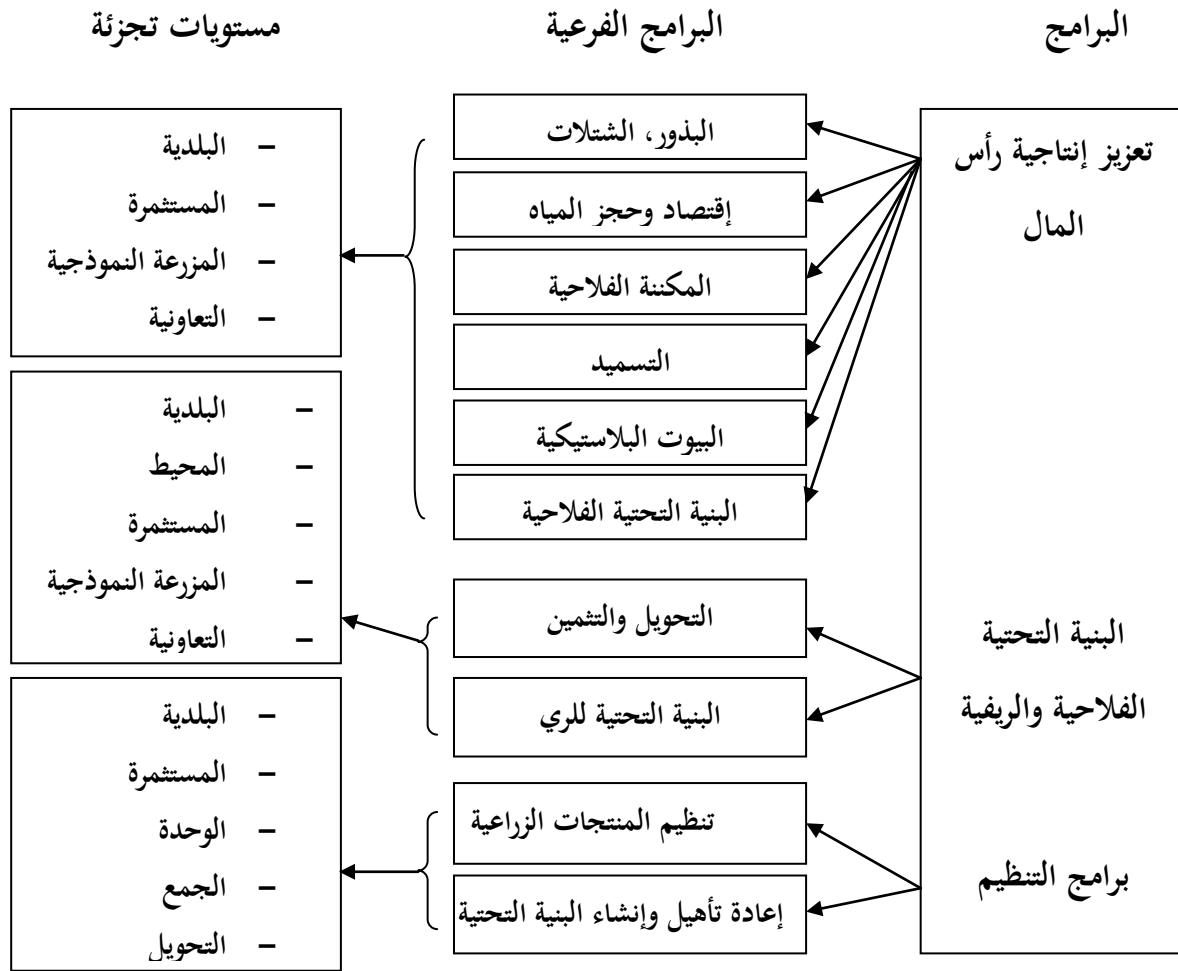 البرامج
البرامج الفرعية
مستويات تجزئة
تعزيز إنتاجية رأس
المال
البنية التحتية
الفلاحية والريفية
برامج التنظيم
البذور، الشتلات
إقتصاد وحجز المياه
المكننة الفلاحية
التسميد
البيوت البلاستيكية
البنية التحتية الفلاحية
التحويل والتثمين
البنية التحتية للري
تنظيم المنتجات الزراعية
إعادة تأهيل وإنشاء البنية التحتية
– البلدية
– المستثمرة
– المزرعة النموذجية
– التعاونية
– البلدية
– المحيط
– المستثمرة
– المزرعة النموذجية
– التعاونية
– البلدية
– المستثمرة
– الوحدة
– الجمع
– التحويل